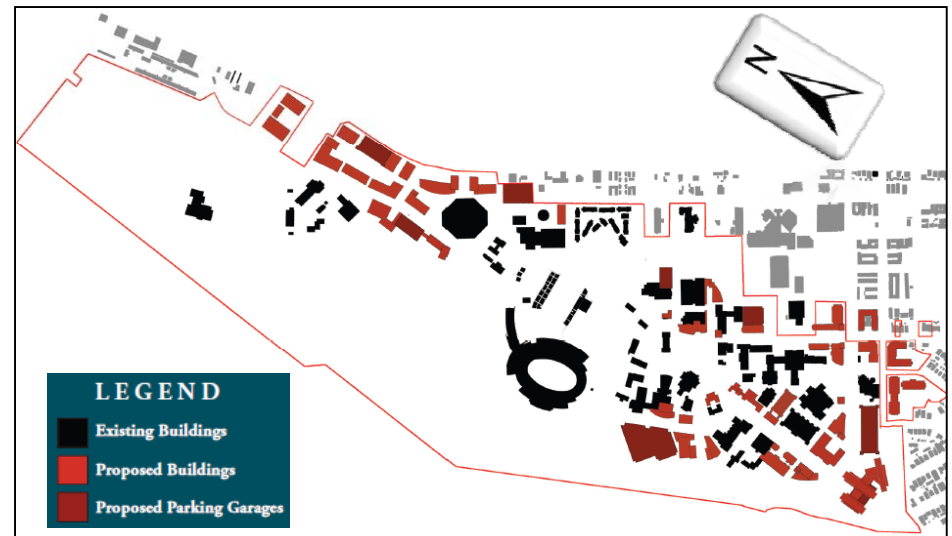 N
LEGEND
Existing Buildings
Proposed Buildings
Proposed Parking Garages